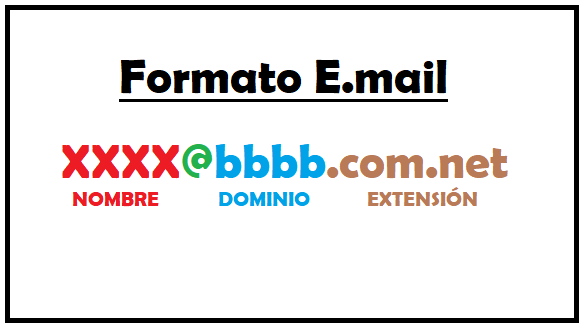 Formato E.mail
XXXX@bbbb.com.net
NOMBRE DOMINIO EXTENSIÓN